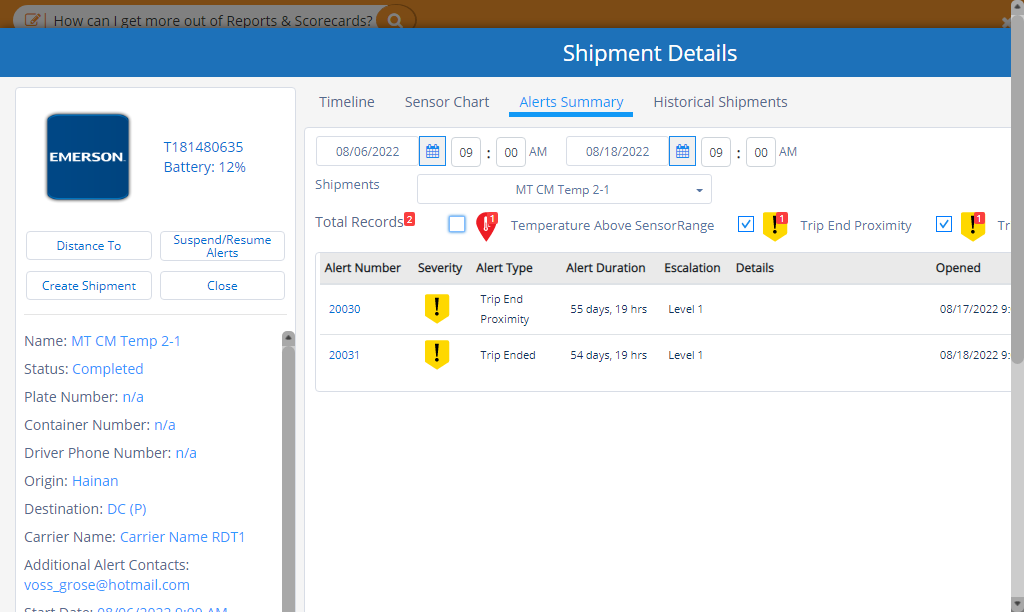 How can I get more out of Reports & Scorecards?
Shipment Details
EMERSON
T181480635
Battery: 12%
Distance To
Suspend/Resume
Alerts
Create Shipment
Close
Name: MT CM Temp 2-1
Status: Completed
Plate Number: n/a
Container Number: n/a
Driver Phone Number: n/a
Origin: Hainan
Destination: DC (P)
Carrier Name: Carrier Name RDT1
Additional Alert Contacts:
voss_grose@hotmail.com
Start Date: 08/06/2022 9:00 AM
Timeline Sensor Chart Alerts Summary Historical Shipments
08/06/2022 09 : 00 AM 08/18/2022 09 : 00 AM
Shipments MT CM Temp 2-1
Total Records 2 1 Temperature Above SensorRange ! 1 Trip End Proximity ! 1 Tr
Alert Number Severity Alert Type Alert Duration Escalation Details Opened
20030 ! Trip End
Proximity 55 days, 19 hrs Level 1 08/17/2022 9:
20031 ! Trip Ended 54 days, 19 hrs Level 1 08/18/2022 9: